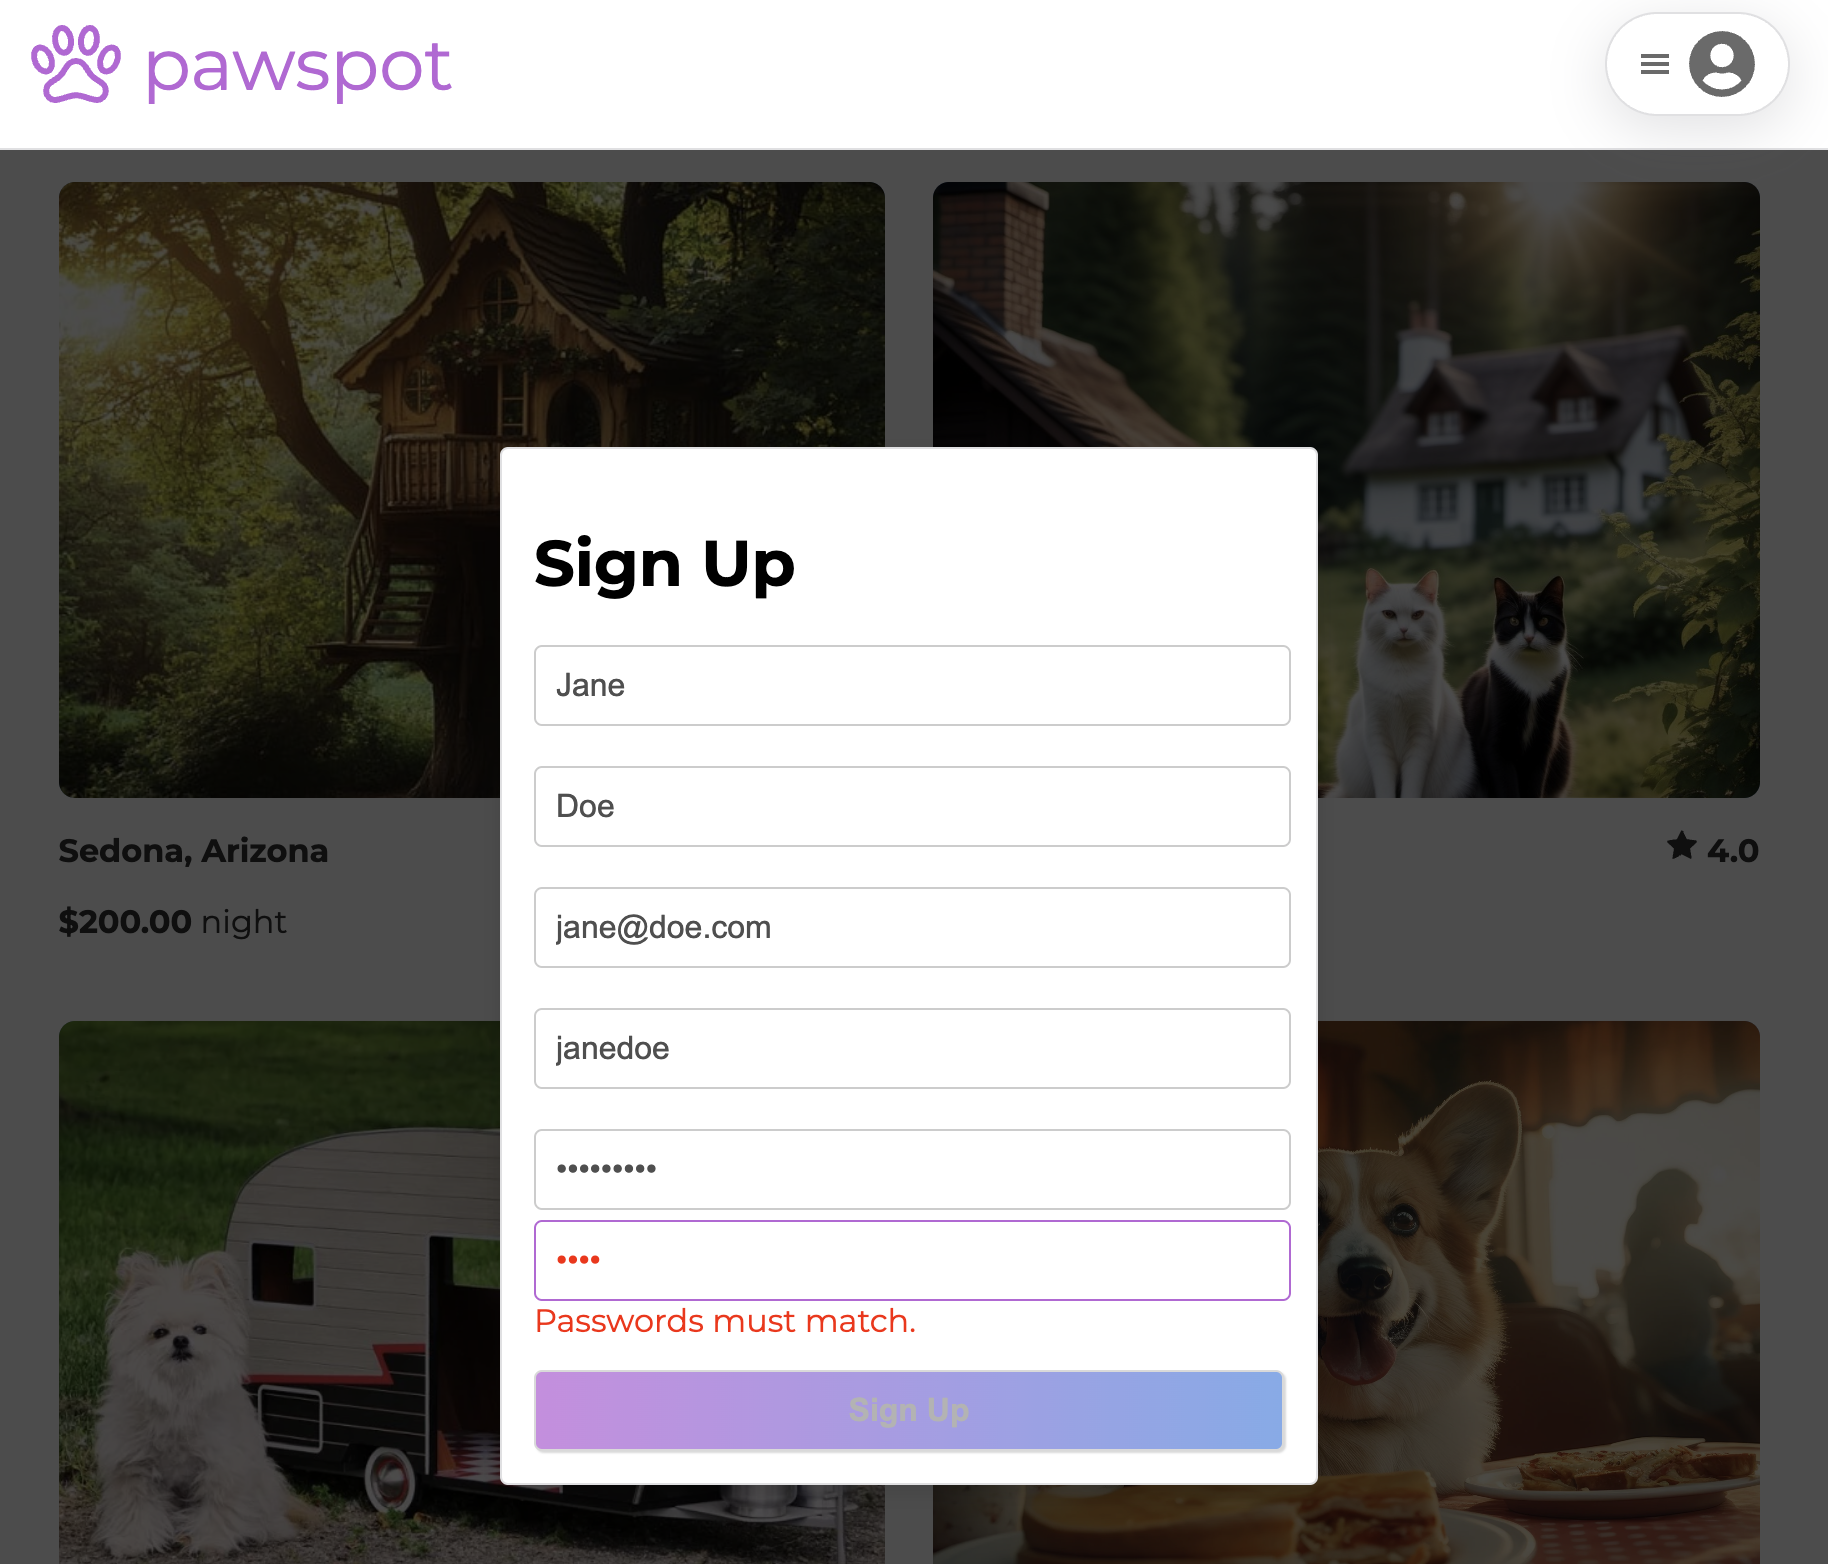 pawspot
Sign Up
Jane
Doe
jane@doe.com
janedoe
•••••••••
••••
Passwords must match.
Sign Up
Sedona, Arizona
$200.00 night
4.0